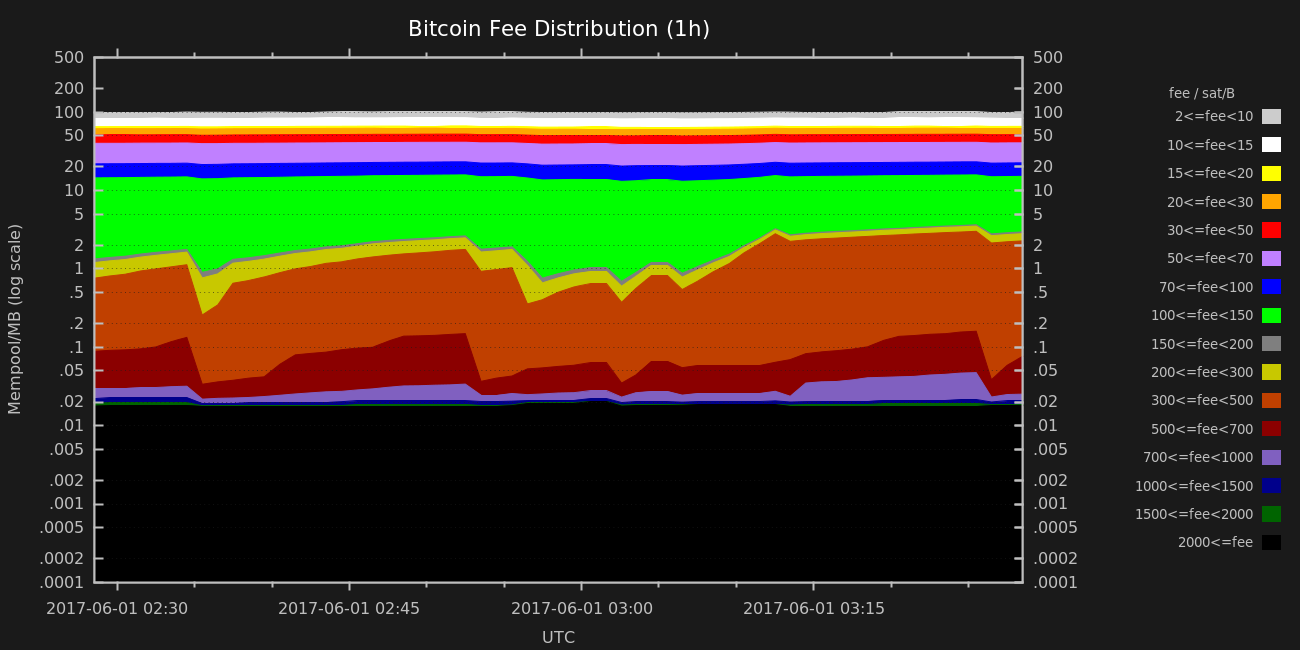 Bitcoin Fee Distribution (1h)
500
200
100
50
20
10
5
2
1
.5
.2
.1
.05
.02
.01
.005
.002
.001
.0005
.0002
.0001
Mempool/MB (log scale)
500
200
100
50
20
10
5
2
1
.5
.2
.1
.05
.02
.01
.005
.002
.001
.0005
.0002
.0001
2017-06-01 02:30
2017-06-01 02:45
2017-06-01 03:00
2017-06-01 03:15
UTC
fee / sat/B
2<=fee<10
10<=fee<15
15<=fee<20
20<=fee<30
30<=fee<50
50<=fee<70
70<=fee<100
100<=fee<150
150<=fee<200
200<=fee<300
300<=fee<500
500<=fee<700
700<=fee<1000
1000<=fee<1500
1500<=fee<2000
2000<=fee